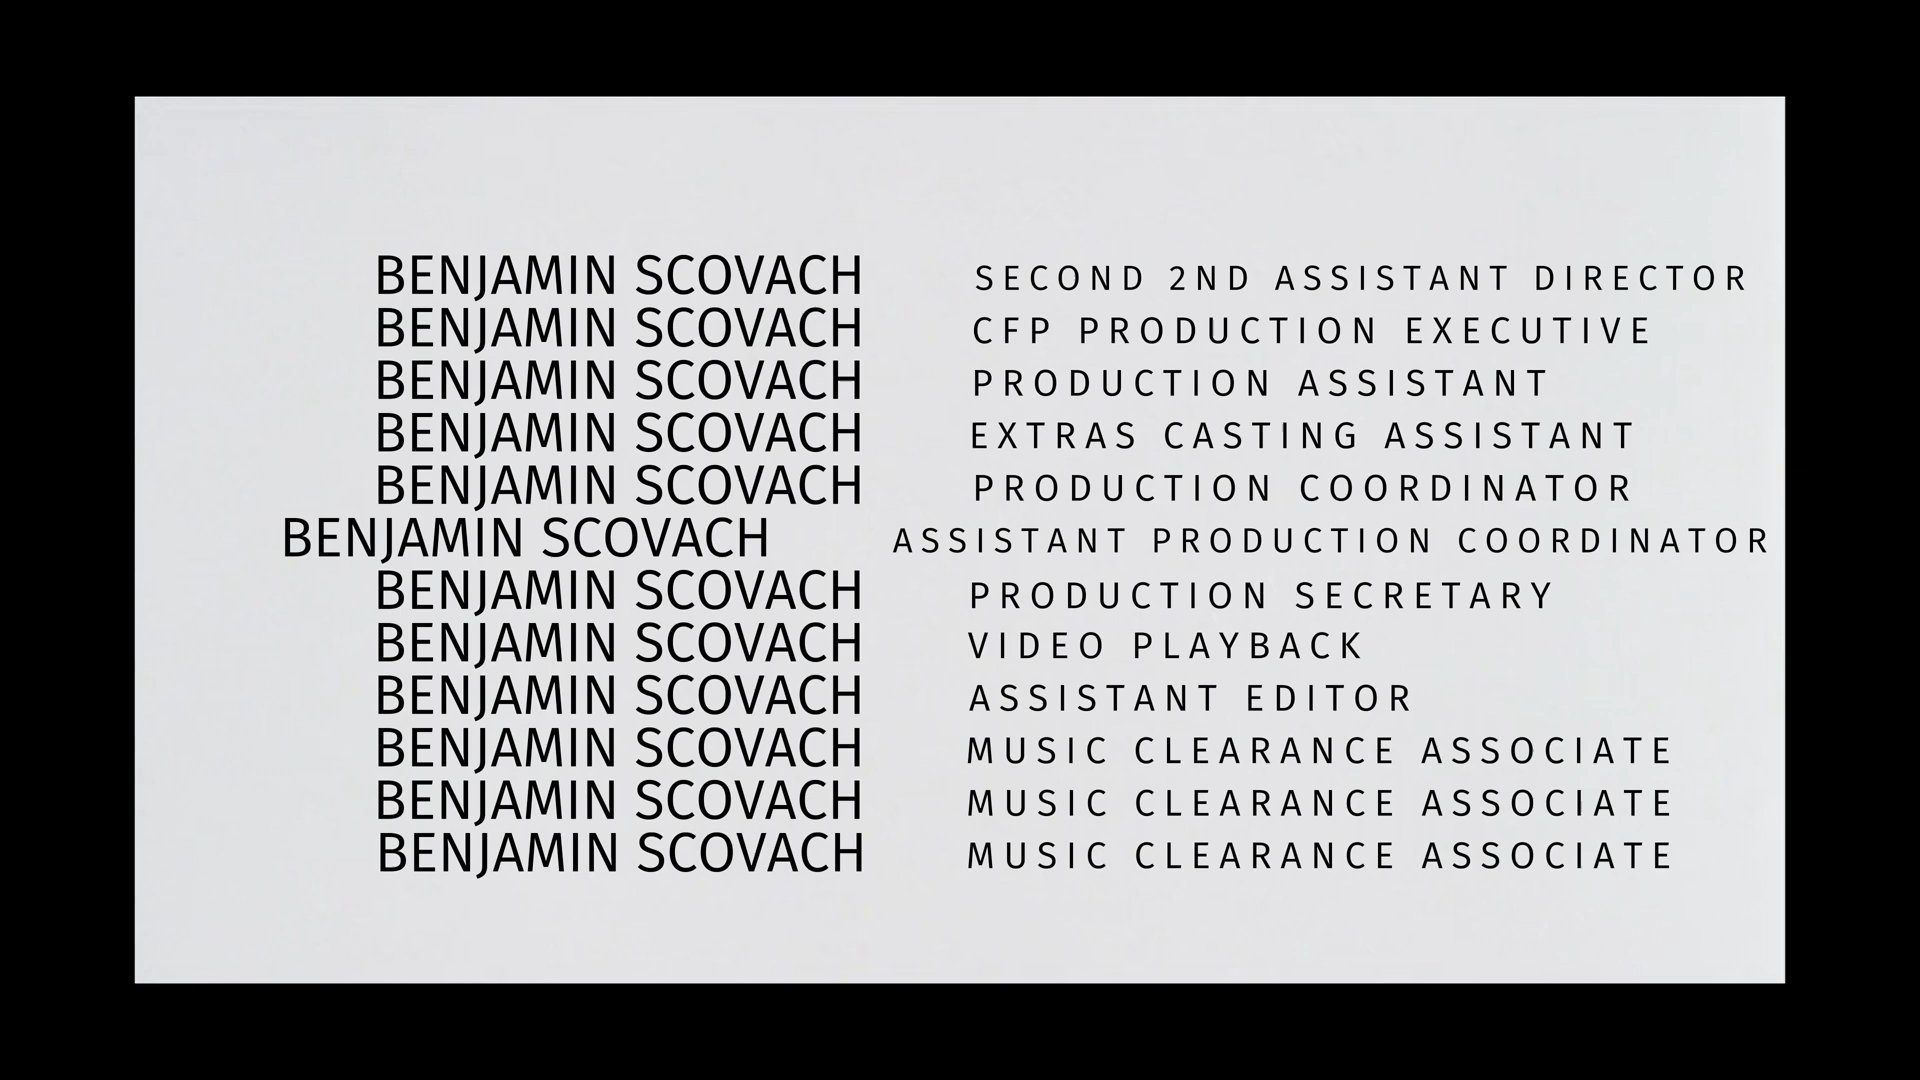 BENJAMIN SCOVACH SECOND 2ND ASSISTANT DIRECTOR
BENJAMIN SCOVACH CFP PRODUCTION EXECUTIVE
BENJAMIN SCOVACH PRODUCTION ASSISTANT
BENJAMIN SCOVACH EXTRAS CASTING ASSISTANT
BENJAMIN SCOVACH PRODUCTION COORDINATOR
BENJAMIN SCOVACH ASSISTANT PRODUCTION COORDINATOR
BENJAMIN SCOVACH PRODUCTION SECRETARY
BENJAMIN SCOVACH VIDEO PLAYBACK
BENJAMIN SCOVACH ASSISTANT EDITOR
BENJAMIN SCOVACH MUSIC CLEARANCE ASSOCIATE
BENJAMIN SCOVACH MUSIC CLEARANCE ASSOCIATE
BENJAMIN SCOVACH MUSIC CLEARANCE ASSOCIATE